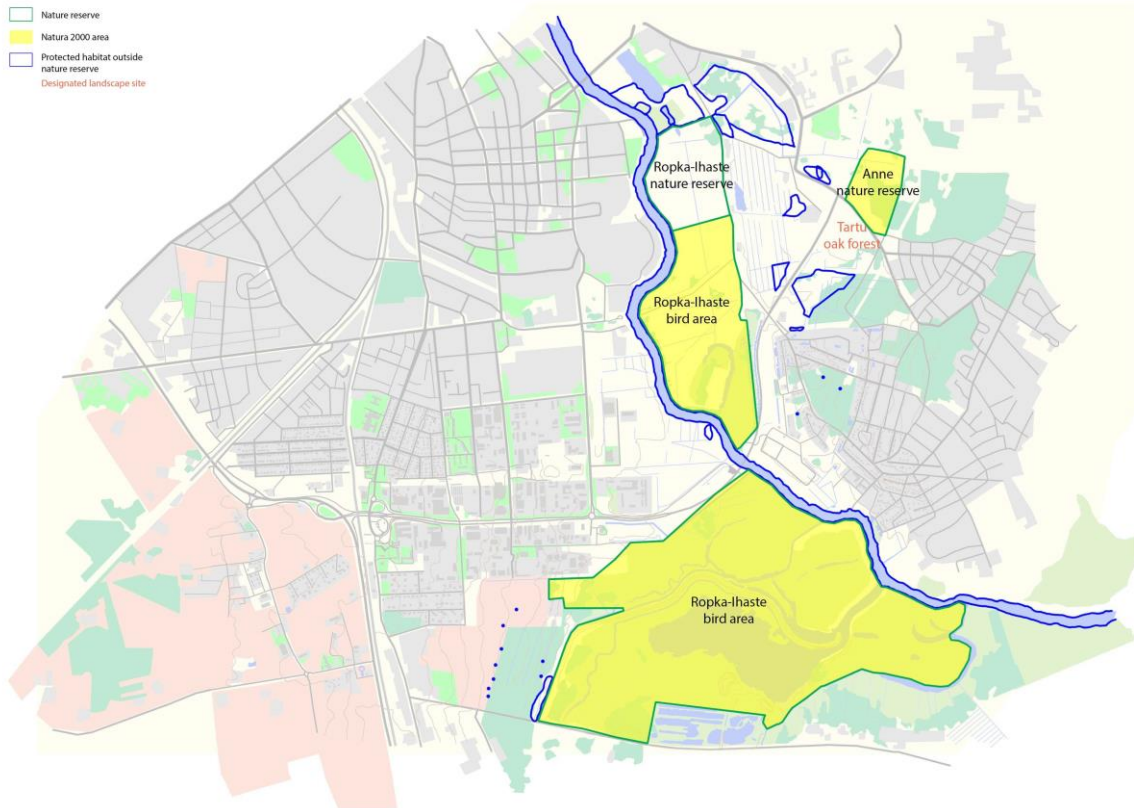 Nature reserve
Natura 2000 area
Protected habitat outside
nature reserve
Designated landscape site
Ropka-Ihaste
nature reserve
Anne
nature reserve
Tartu
oak forest
Ropka-Ihaste
bird area
Ropka-Ihaste
bird area